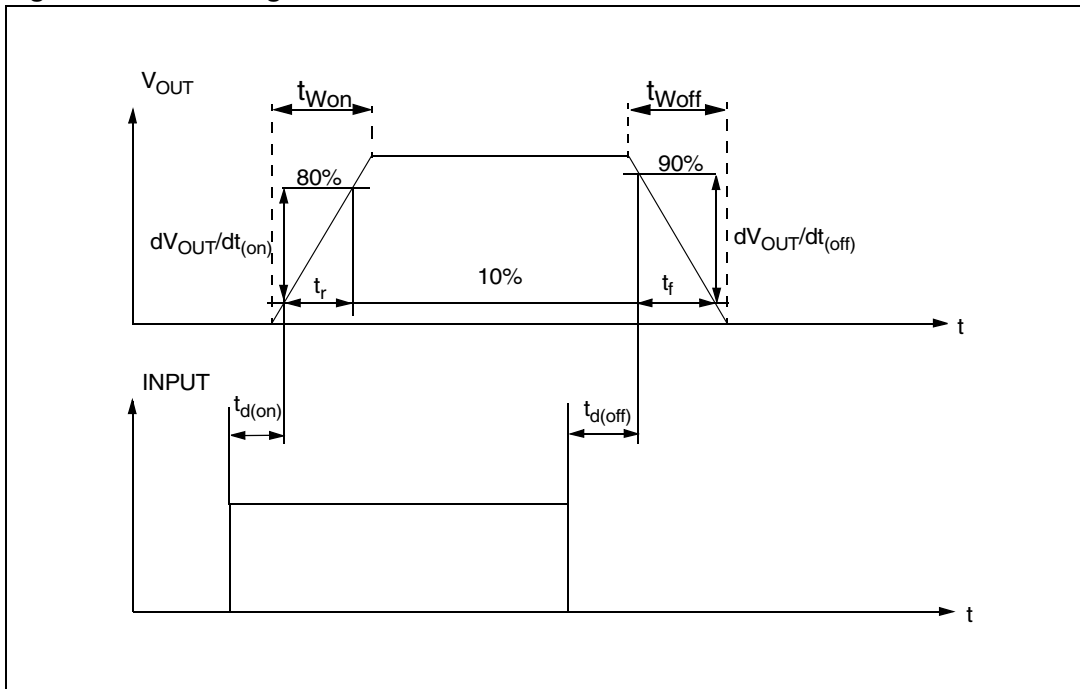 V_OUT
t_Won
t_Woff
80%
90%
dV_OUT/dt_(on)
dV_OUT/dt_(off)
t_r
10%
t_f
t
INPUT
t_d(on)
t_d(off)
t